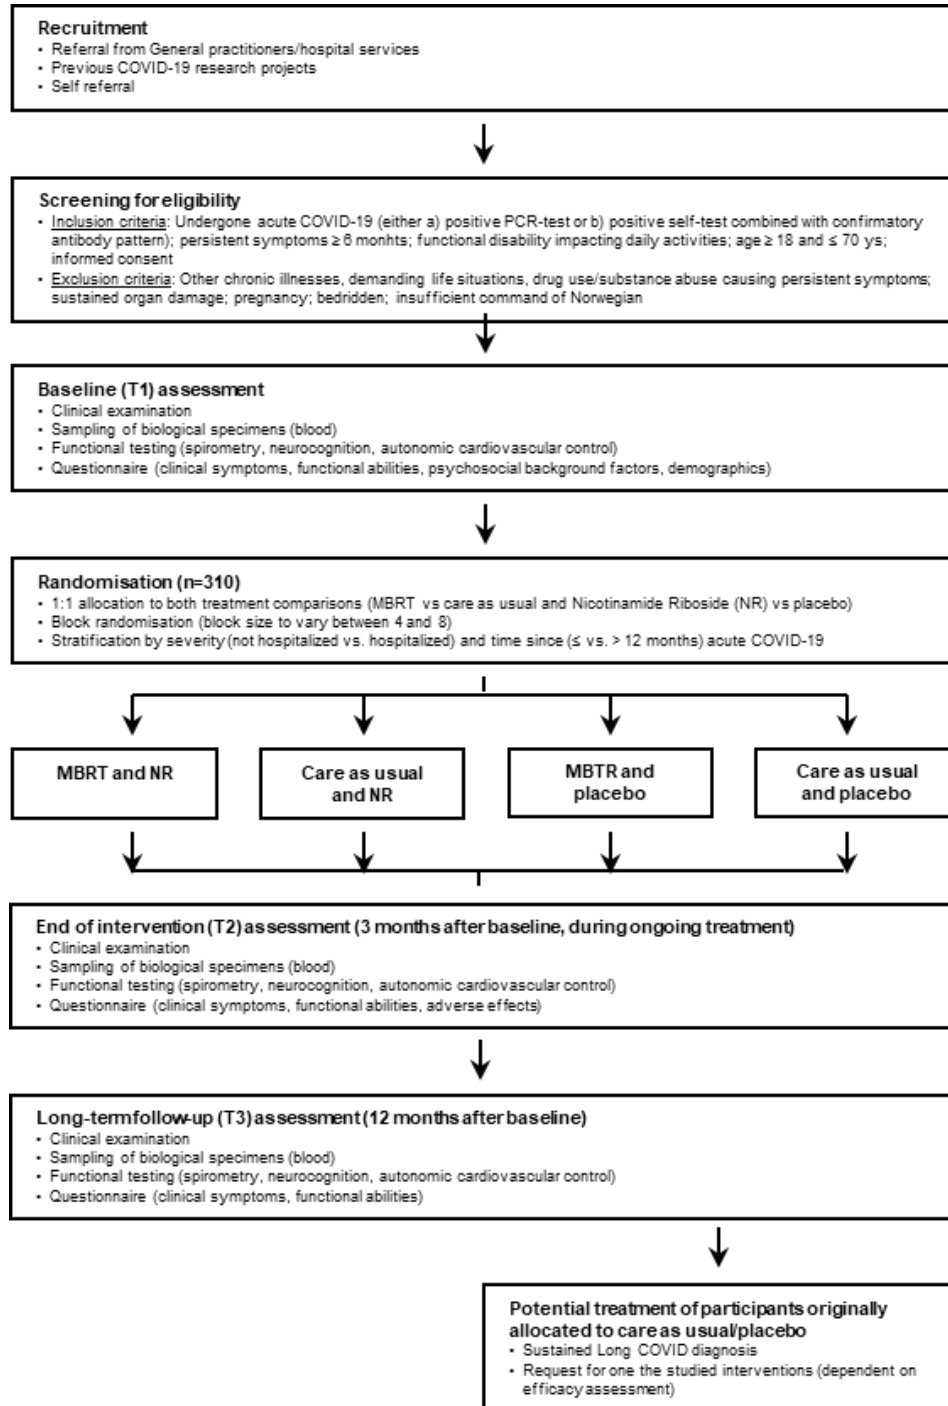 Recruitment
• Referral from General practitioners/hospital services
• Previous COVID-19 research projects
• Self referral
Screening for eligibility
• Inclusion criteria: Undergone acute COVID-19 (either a) positive PCR-test or b) positive self-test combined with confirmatory
antibody pattern); persistent symptoms ≥ 6 monhts; functional disability impacting daily activities; age ≥ 18 and ≤ 70 ys;
informed consent
• Exclusion criteria: Other chronic illnesses, demanding life situations, drug use/substance abuse causing persistent symptoms;
sustained organ damage; pregnancy; bedridden; insufficient command of Norwegian
Baseline (T1) assessment
• Clinical examination
• Sampling of biological specimens (blood)
• Functional testing (spirometry, neurocognition, autonomic cardiovascular control)
• Questionnaire (clinical symptoms, functional abilities, psychosocial background factors, demographics)
Randomisation (n=310)
• 1:1 allocation to both treatment comparisons (MBRT vs care as usual and Nicotinamide Riboside (NR) vs placebo)
• Block randomisation (block size to vary between 4 and 8)
• Stratification by severity (not hospitalized vs. hospitalized) and time since (≤ vs. > 12 months) acute COVID-19
MBRT and NR
Care as usual
and NR
MBTR and
placebo
Care as usual
and placebo
End of intervention (T2) assessment (3 months after baseline, during ongoing treatment)
• Clinical examination
• Sampling of biological specimens (blood)
• Functional testing (spirometry, neurocognition, autonomic cardiovascular control)
• Questionnaire (clinical symptoms, functional abilities, adverse effects)
Long-term follow-up (T3) assessment (12 months after baseline)
• Clinical examination
• Sampling of biological specimens (blood)
• Functional testing (spirometry, neurocognition, autonomic cardiovascular control)
• Questionnaire (clinical symptoms, functional abilities)
Potential treatment of participants originally
allocated to care as usual/placebo
• Sustained Long COVID diagnosis
• Request for one the studied interventions (dependent on
efficacy assessment)